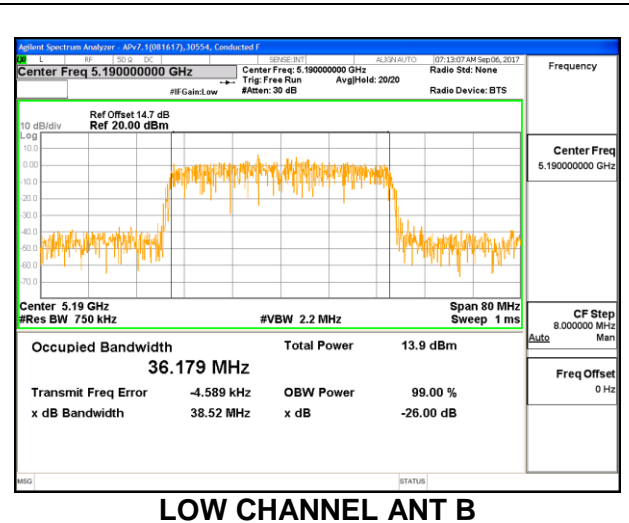 Agilent Spectrum Analyzer - APv7.1(081617),30554, Conducted F
L RF 50 Ω DC SENSE:INT ALIGN AUTO 07:13:07 AM Sep 06, 2017
Center Freq 5.190000000 GHz
Center Freq: 5.190000000 GHz
Radio Std: None
Trig: Free Run Avg|Hold: 20/20
#IFGain:Low #Atten: 30 dB Radio Device: BTS
Frequency
Ref Offset 14.7 dB
10 dB/div Ref 20.00 dBm
Log
10.0
0.00
-10.0
-20.0
-30.0
-40.0
-50.0
-60.0
-70.0
Center 5.19 GHz Span 80 MHz
#Res BW 750 kHz #VBW 2.2 MHz Sweep 1 ms
Center Freq
5.190000000 GHz
CF Step
8.000000 MHz
Auto Man
Freq Offset
0 Hz
Occupied Bandwidth Total Power 13.9 dBm
36.179 MHz
Transmit Freq Error -4.589 kHz OBW Power 99.00 %
x dB Bandwidth 38.52 MHz x dB -26.00 dB
MSG STATUS
LOW CHANNEL ANT B